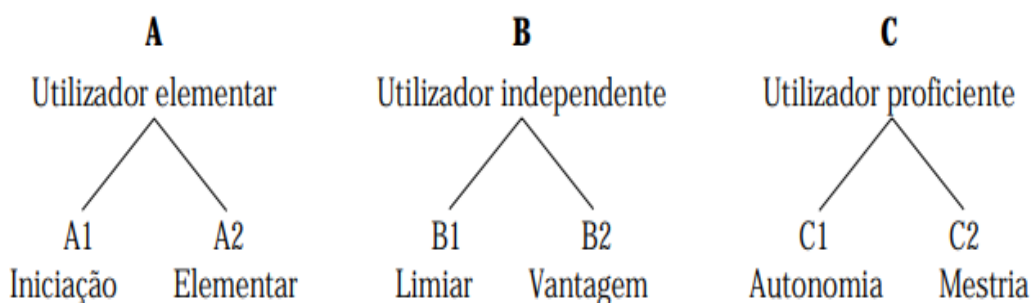 A B C
Utilizador elementar Utilizador independente Utilizador proficiente
A1 A2 B1 B2 C1 C2
Iniciação Elementar Limiar Vantagem Autonomia Mestria